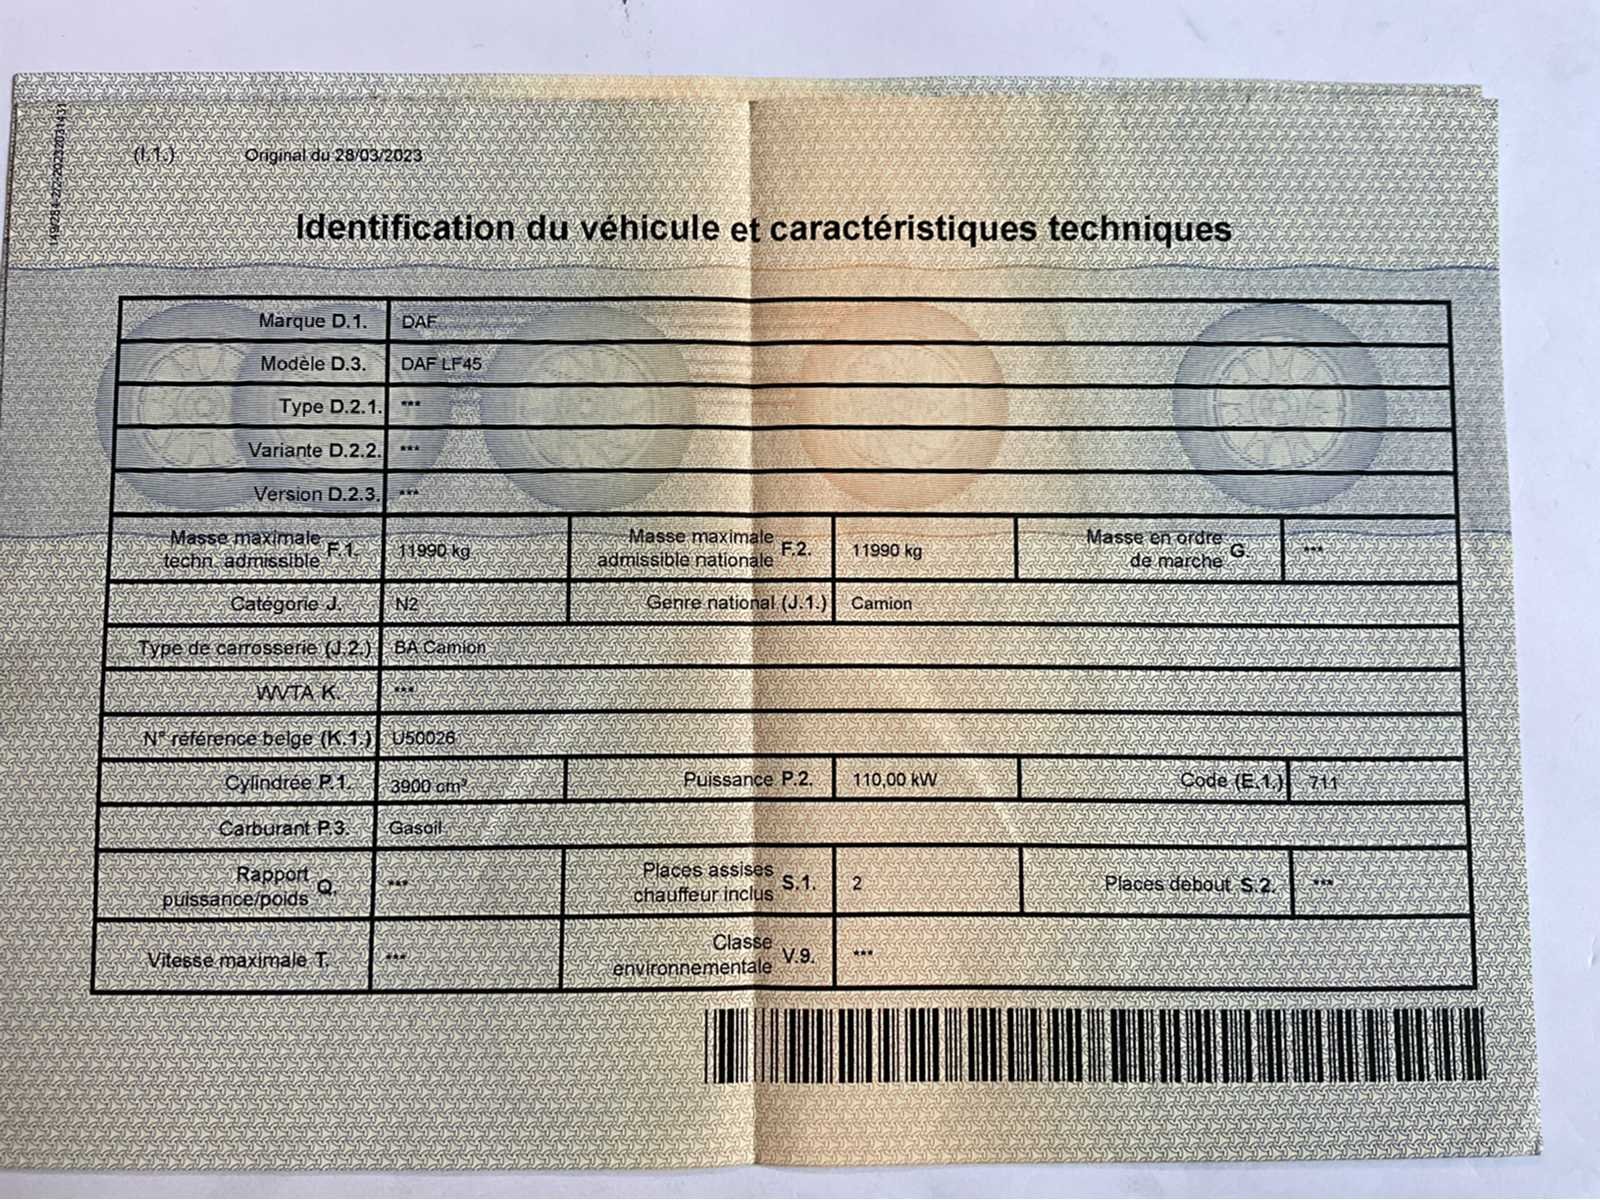 149/284-2/2-2023203143
(I.1.) Original du 28/03/2023
Identification du véhicule et caractéristiques techniques
Marque D.1. DAF
Modèle D.3. DAF LF45
Type D.2.1. ***
Variante D.2.2. ***
Version D.2.3. ***
Masse maximale techn. admissible F.1. 11990 kg Masse maximale admissible nationale F.2. 11990 kg Masse en ordre de marche G. ***
Catégorie J. N2 Genre national (J.1.) Camion
Type de carrosserie (J.2.) BA Camion
WVTA K. ***
N° référence belge (K.1.) U50026
Cylindrée P.1. 3900 cm³ Puissance P.2. 110,00 kW Code (E.1.) 711
Carburant P.3. Gasoil
Rapport puissance/poids Q. *** Places assises chauffeur inclus S.1. 2 Places debout S.2. ***
Vitesse maximale T. *** Classe environnementale V.9. ***